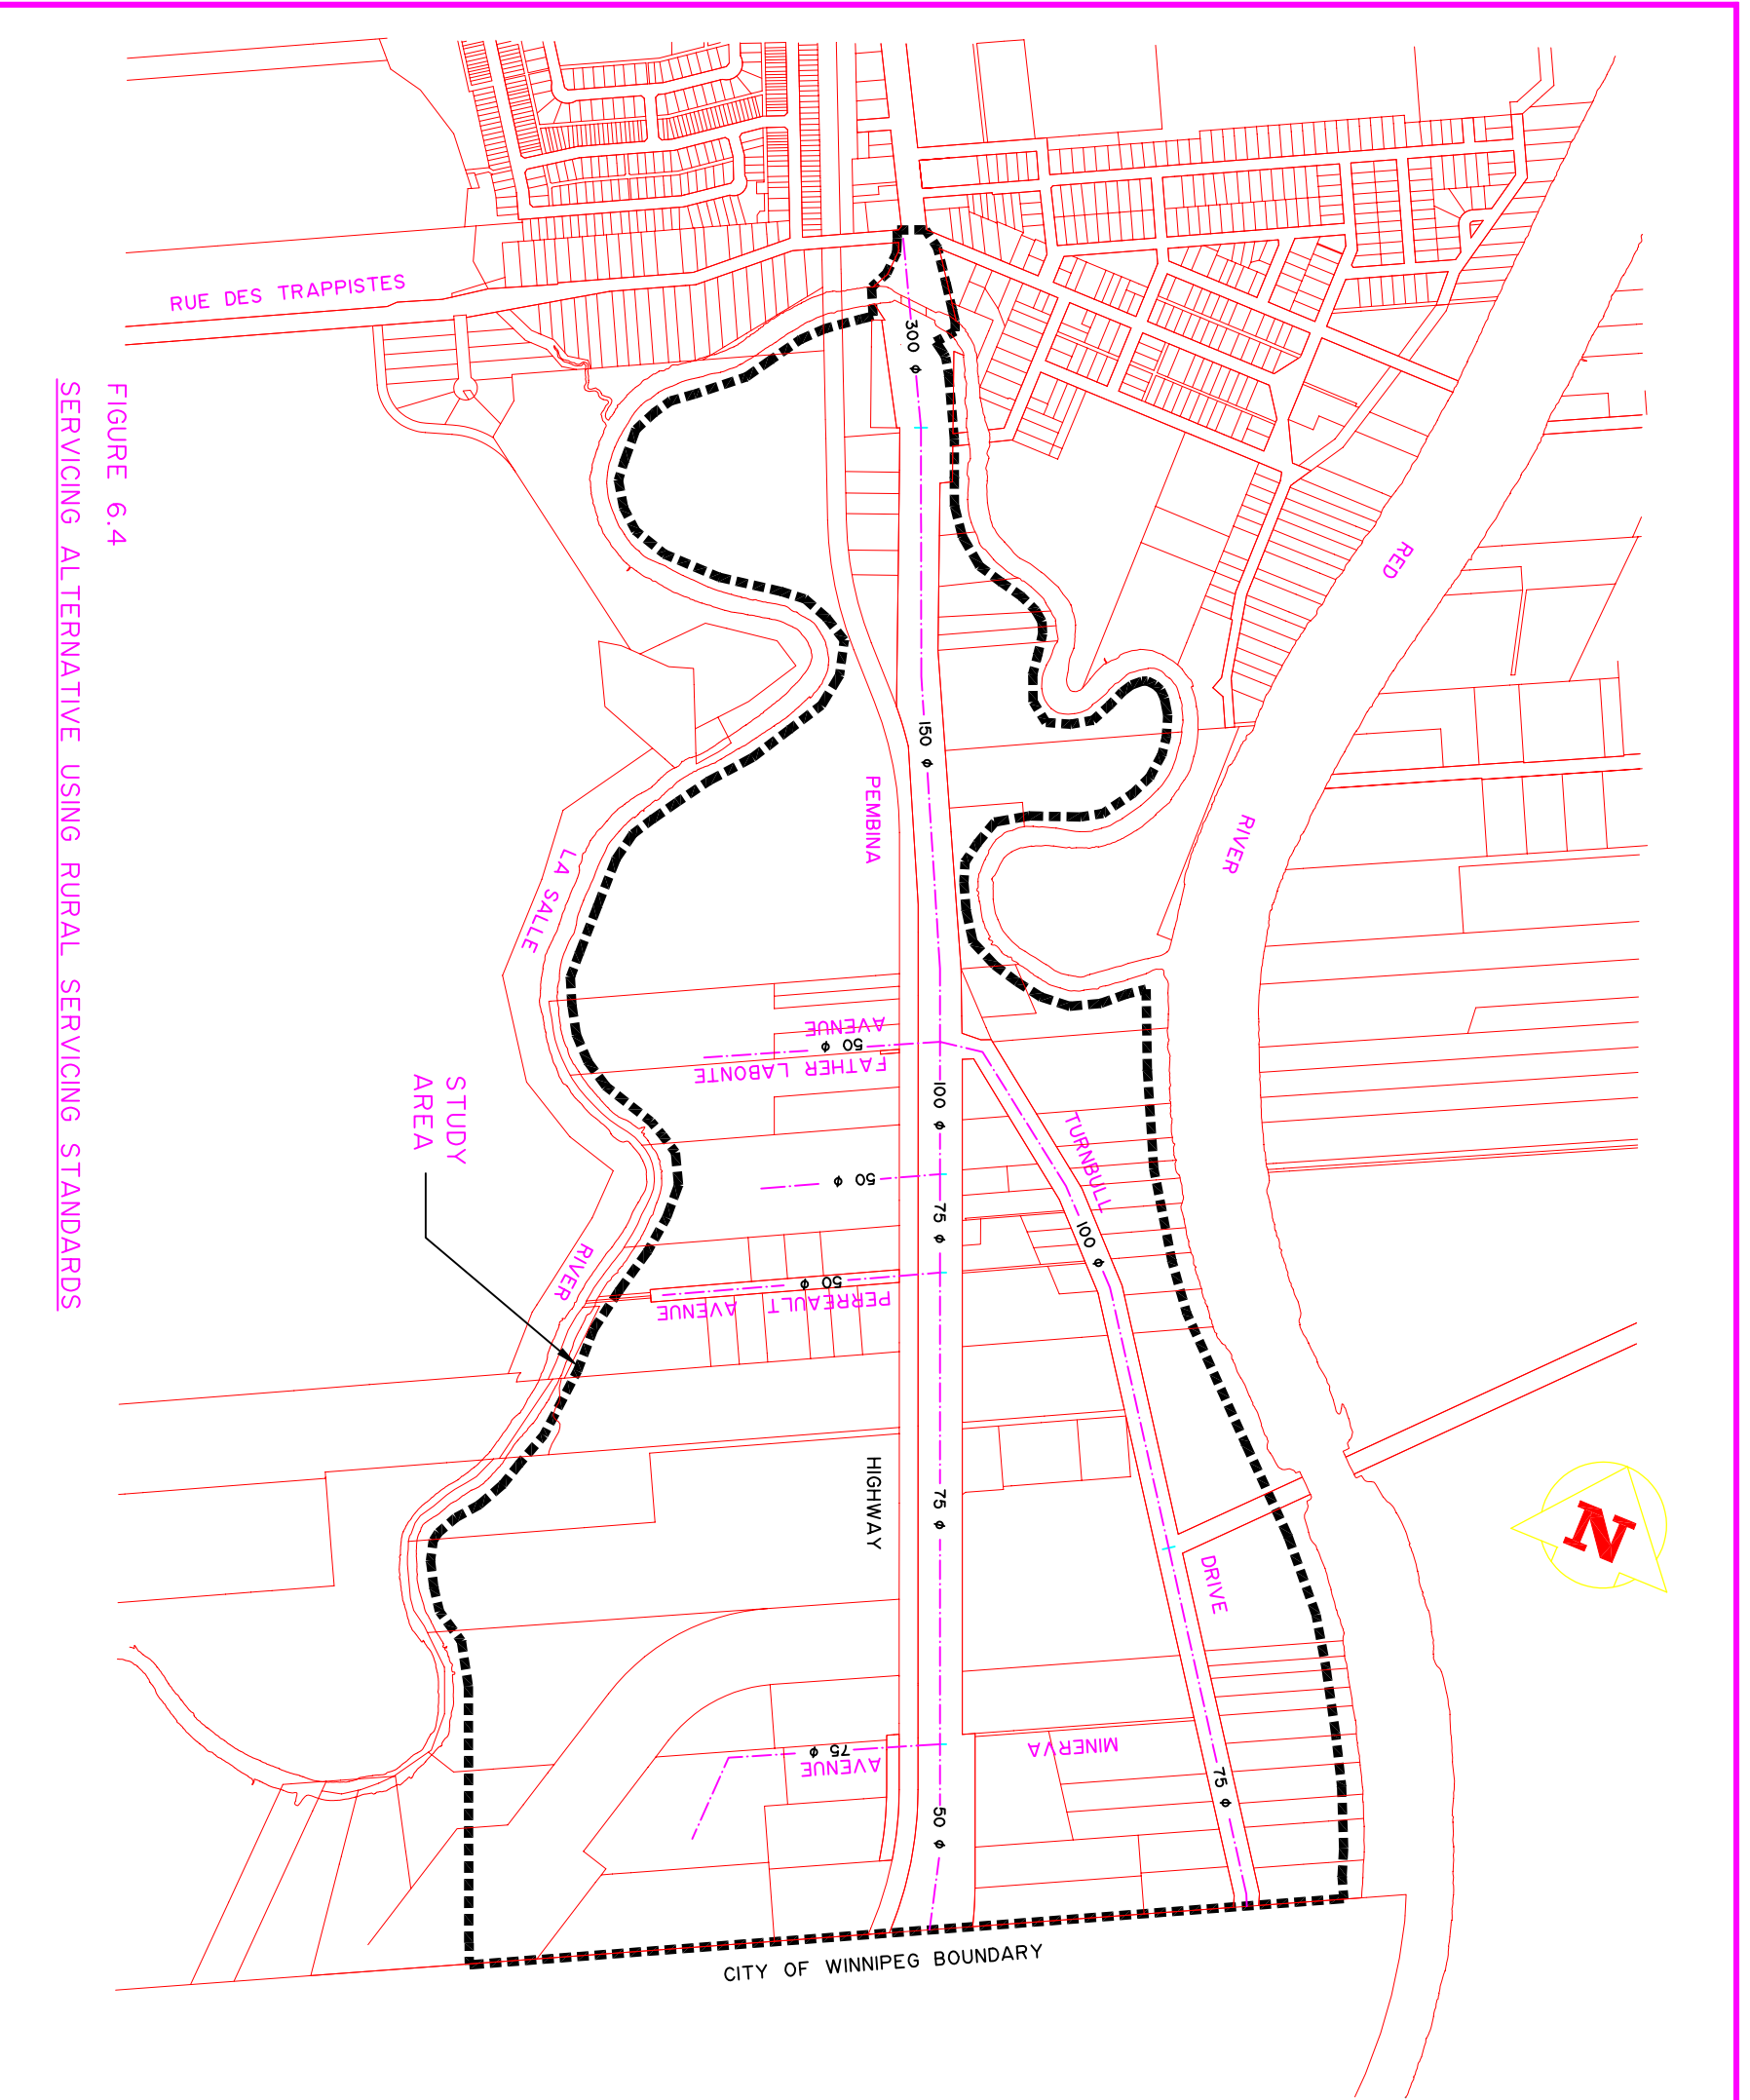 RUE DES TRAPPISTES
300 ø
RED
RIVER
150 ø
PEMBINA
LA SALLE
RIVER
AVENUE
50 ø
FATHER LABONTE
100 ø
TURNBULL
50 ø
75 ø
100 ø
50 ø
PERREAULT AVENUE
STUDY
AREA
HIGHWAY
75 ø
N
DRIVE
MINERVA
75 ø
AVENUE
75 ø
50 ø
CITY OF WINNIPEG BOUNDARY
FIGURE 6.4
SERVICING ALTERNATIVE USING RURAL SERVICING STANDARDS